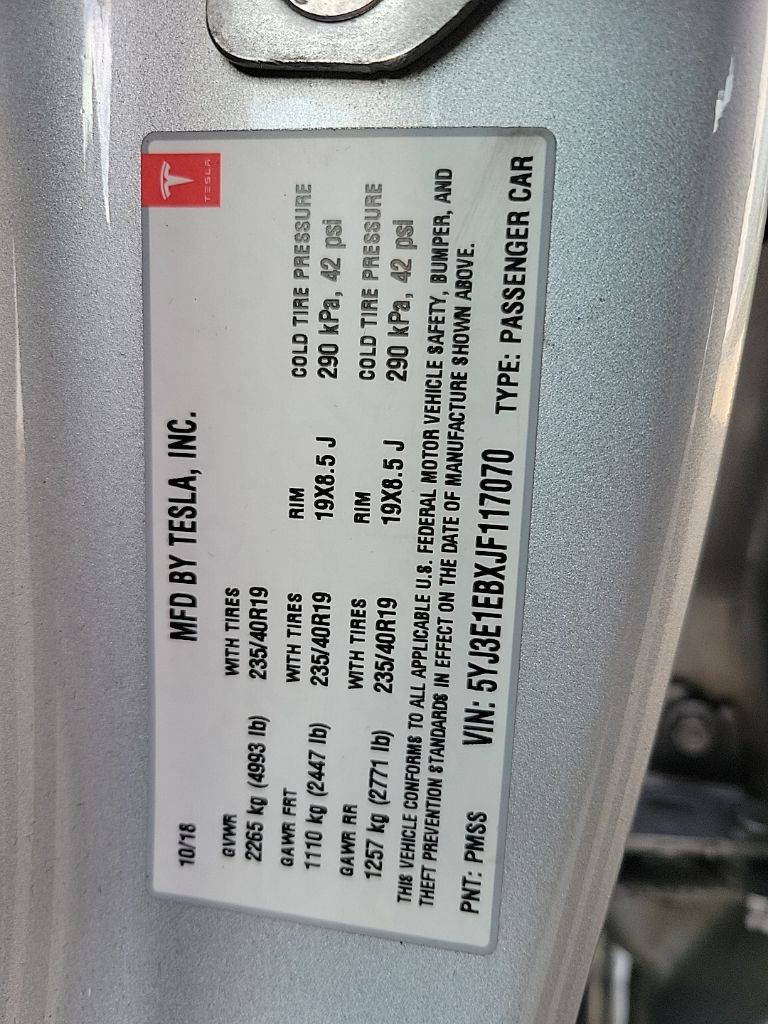 TESLA
MFD BY TESLA, INC.
10/18
GVWR WITH TIRES
2265 kg (4993 lb) 235/40R19
GAWR FRT WITH TIRES RIM COLD TIRE PRESSURE
1110 kg (2447 lb) 235/40R19 19X8.5 J 290 kPa, 42 psi
GAWR RR WITH TIRES RIM COLD TIRE PRESSURE
1257 kg (2771 lb) 235/40R19 19X8.5 J 290 kPa, 42 psi
THIS VEHICLE CONFORMS TO ALL APPLICABLE U.S. FEDERAL MOTOR VEHICLE SAFETY, BUMPER, AND
THEFT PREVENTION STANDARDS IN EFFECT ON THE DATE OF MANUFACTURE SHOWN ABOVE.
PNT: PMSS VIN: 5YJ3E1EBXJF117070 TYPE: PASSENGER CAR